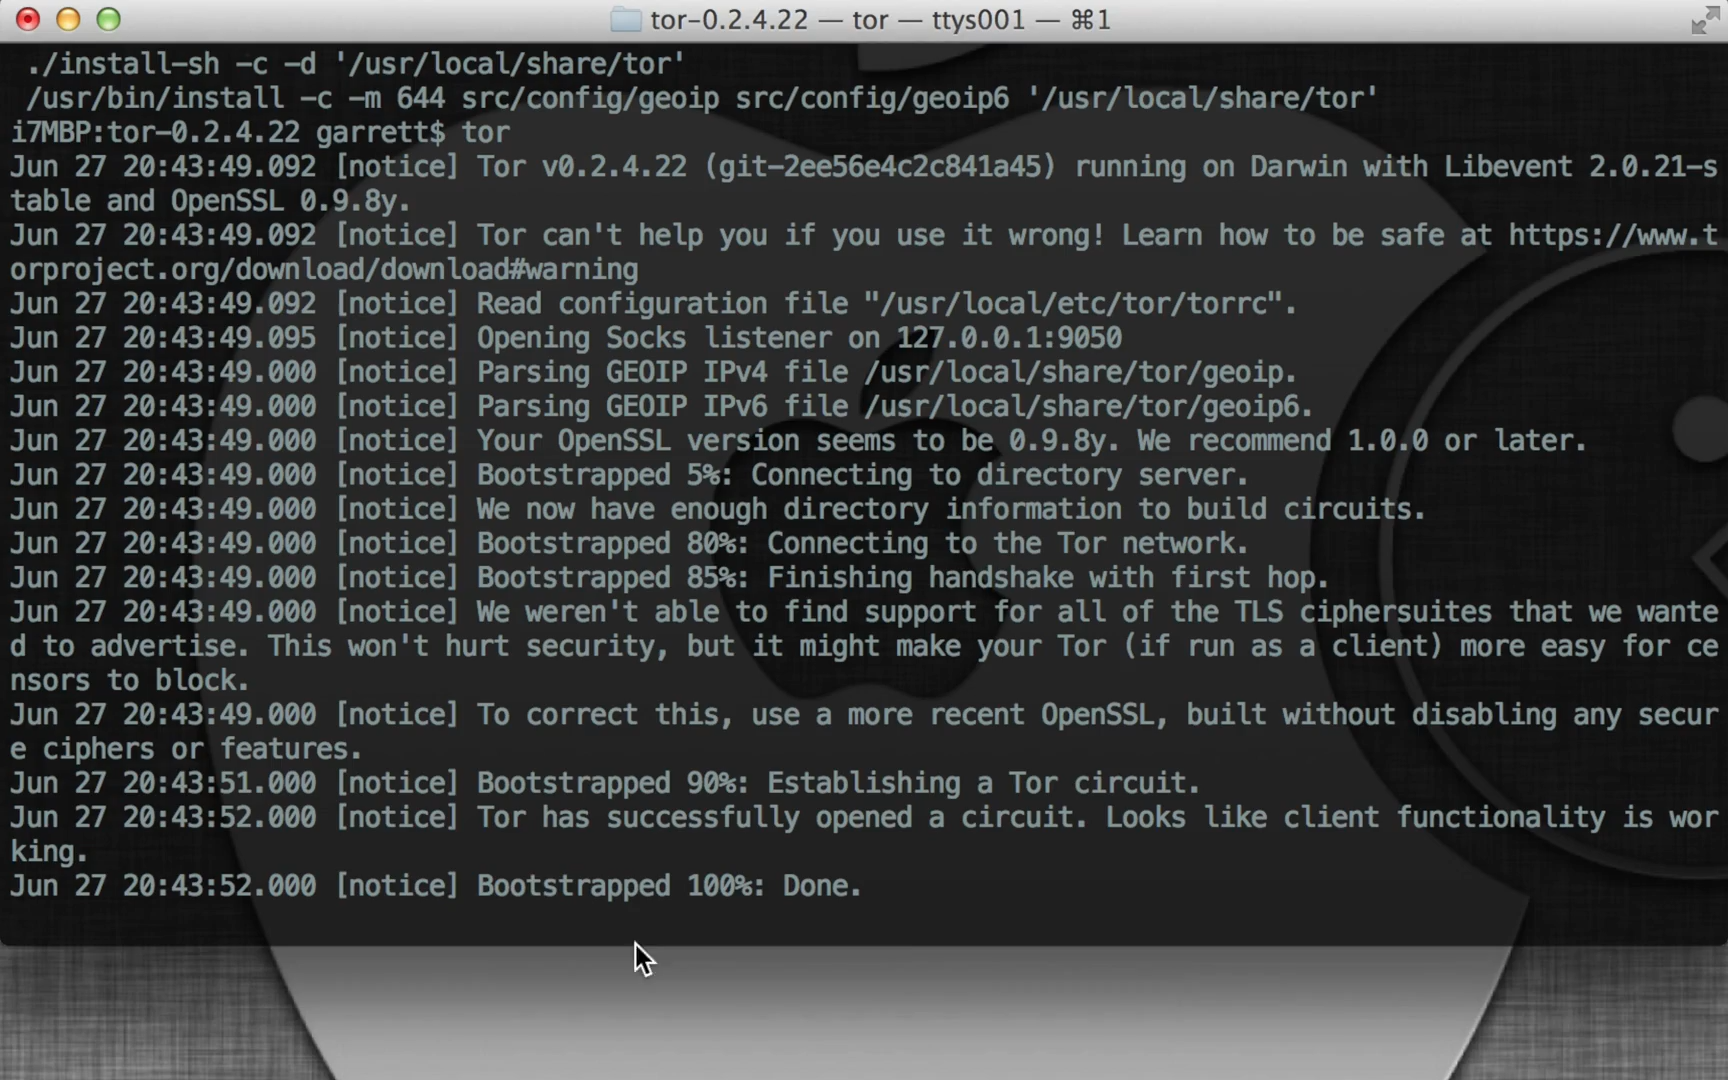 tor-0.2.4.22 — tor — ttys001 — ⌘1
./install-sh -c -d '/usr/local/share/tor'
/usr/bin/install -c -m 644 src/config/geoip src/config/geoip6 '/usr/local/share/tor'
i7MBP:tor-0.2.4.22 garrett$ tor
Jun 27 20:43:49.092 [notice] Tor v0.2.4.22 (git-2ee56e4c2c841a45) running on Darwin with Libevent 2.0.21-s
table and OpenSSL 0.9.8y.
Jun 27 20:43:49.092 [notice] Tor can't help you if you use it wrong! Learn how to be safe at https://www.t
orproject.org/download/download#warning
Jun 27 20:43:49.092 [notice] Read configuration file "/usr/local/etc/tor/torrc".
Jun 27 20:43:49.095 [notice] Opening Socks listener on 127.0.0.1:9050
Jun 27 20:43:49.000 [notice] Parsing GEOIP IPv4 file /usr/local/share/tor/geoip.
Jun 27 20:43:49.000 [notice] Parsing GEOIP IPv6 file /usr/local/share/tor/geoip6.
Jun 27 20:43:49.000 [notice] Your OpenSSL version seems to be 0.9.8y. We recommend 1.0.0 or later.
Jun 27 20:43:49.000 [notice] Bootstrapped 5%: Connecting to directory server.
Jun 27 20:43:49.000 [notice] We now have enough directory information to build circuits.
Jun 27 20:43:49.000 [notice] Bootstrapped 80%: Connecting to the Tor network.
Jun 27 20:43:49.000 [notice] Bootstrapped 85%: Finishing handshake with first hop.
Jun 27 20:43:49.000 [notice] We weren't able to find support for all of the TLS ciphersuites that we wante
d to advertise. This won't hurt security, but it might make your Tor (if run as a client) more easy for ce
nsors to block.
Jun 27 20:43:49.000 [notice] To correct this, use a more recent OpenSSL, built without disabling any secur
e ciphers or features.
Jun 27 20:43:51.000 [notice] Bootstrapped 90%: Establishing a Tor circuit.
Jun 27 20:43:52.000 [notice] Tor has successfully opened a circuit. Looks like client functionality is wor
king.
Jun 27 20:43:52.000 [notice] Bootstrapped 100%: Done.